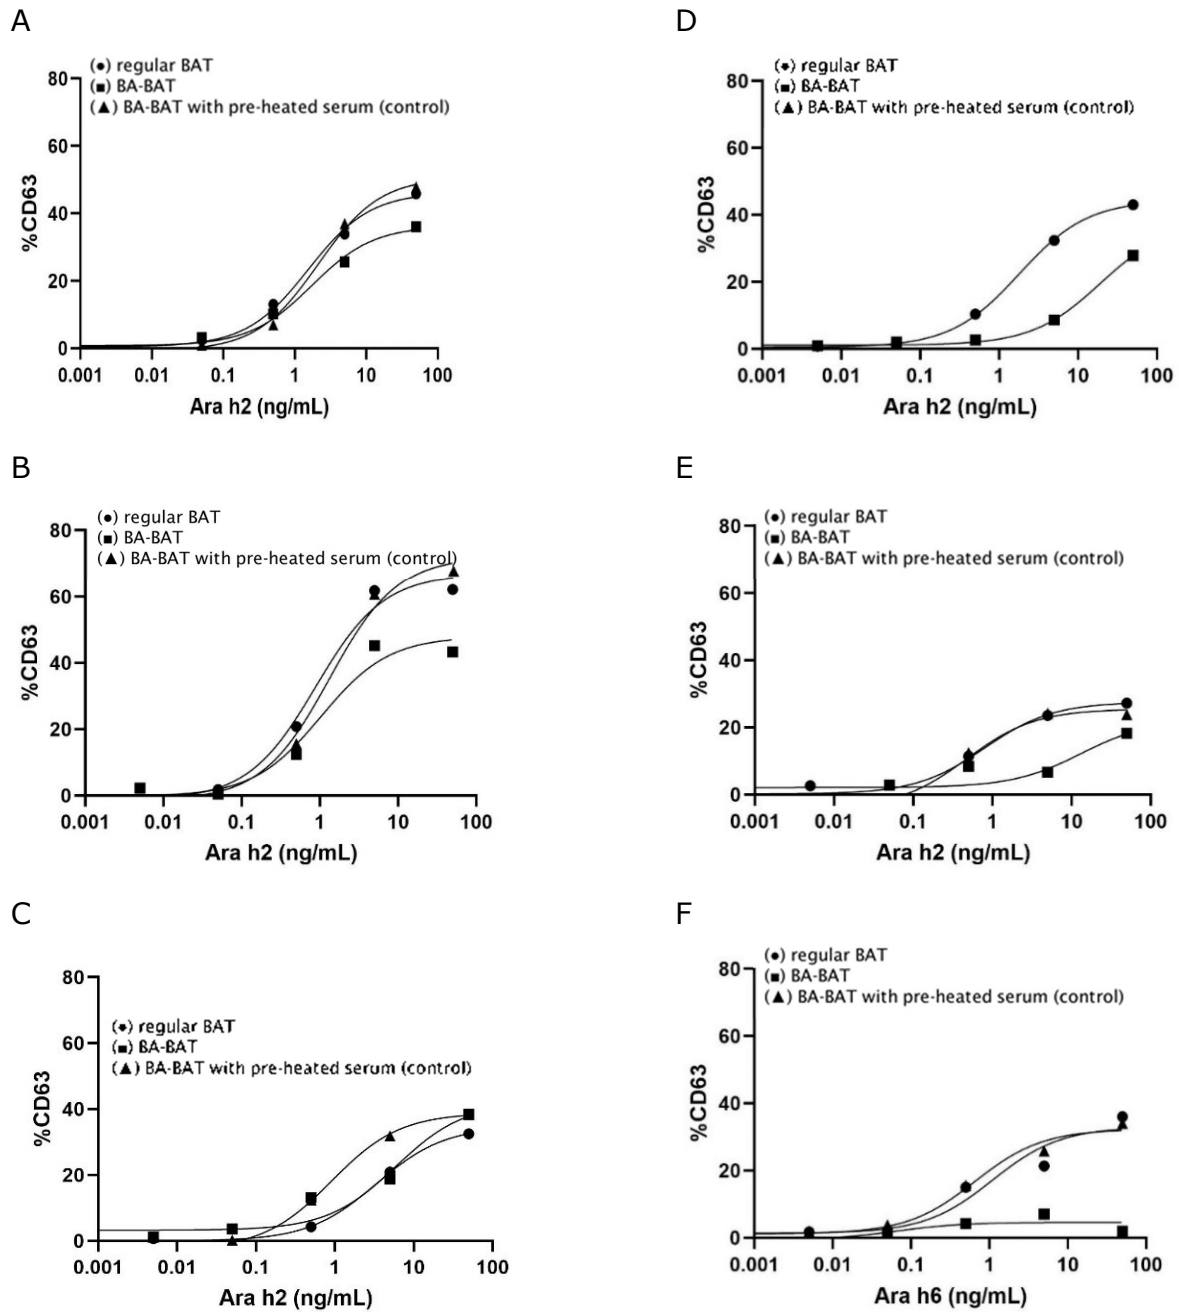 A
(●) regular BAT
(■) BA-BAT
(▲) BA-BAT with pre-heated serum (control)
80
60
40
20
0
%CD63
0.001 0.01 0.1 1 10 100
Ara h2 (ng/mL)
D
(●) regular BAT
(■) BA-BAT
(▲) BA-BAT with pre-heated serum (control)
80
60
40
20
0
%CD63
0.001 0.01 0.1 1 10 100
Ara h2 (ng/mL)
B
(●) regular BAT
(■) BA-BAT
(▲) BA-BAT with pre-heated serum (control)
80
60
40
20
0
%CD63
0.001 0.01 0.1 1 10 100
Ara h2 (ng/mL)
E
(●) regular BAT
(■) BA-BAT
(▲) BA-BAT with pre-heated serum (control)
80
60
40
20
0
%CD63
0.001 0.01 0.1 1 10 100
Ara h2 (ng/mL)
C
(●) regular BAT
(■) BA-BAT
(▲) BA-BAT with pre-heated serum (control)
80
60
40
20
0
%CD63
0.001 0.01 0.1 1 10 100
Ara h2 (ng/mL)
F
(●) regular BAT
(■) BA-BAT
(▲) BA-BAT with pre-heated serum (control)
80
60
40
20
0
%CD63
0.001 0.01 0.1 1 10 100
Ara h6 (ng/mL)